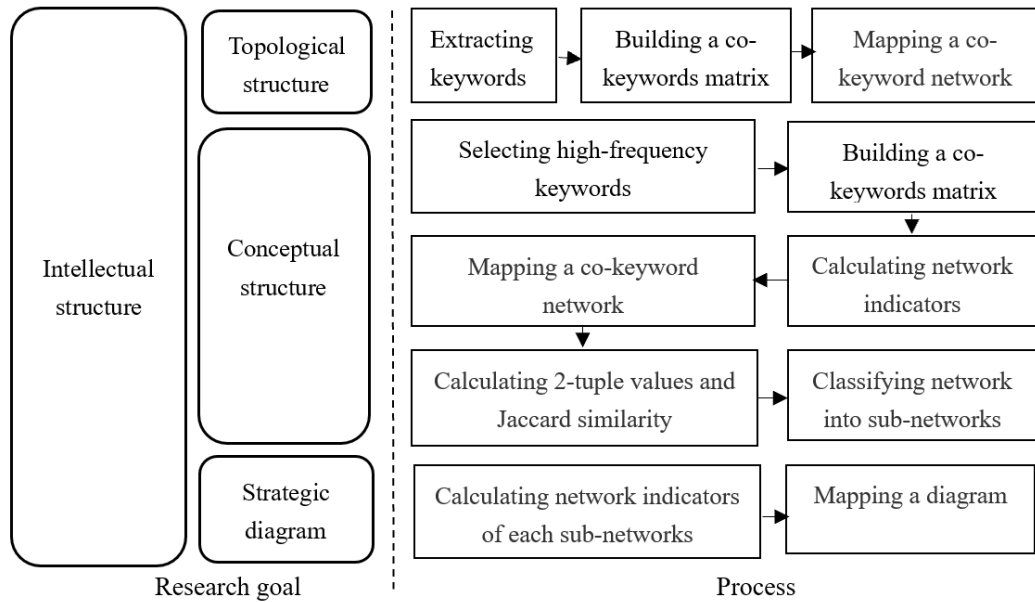 Intellectual
structure
Topological
structure
Conceptual
structure
Strategic
diagram
Research goal
Extracting
keywords
Building a co-
keywords matrix
Mapping a co-
keyword network
Selecting high-frequency
keywords
Building a co-
keywords matrix
Calculating network
indicators
Mapping a co-keyword
network
Calculating 2-tuple values and
Jaccard similarity
Classifying network
into sub-networks
Calculating network indicators
of each sub-networks
Mapping a diagram
Process